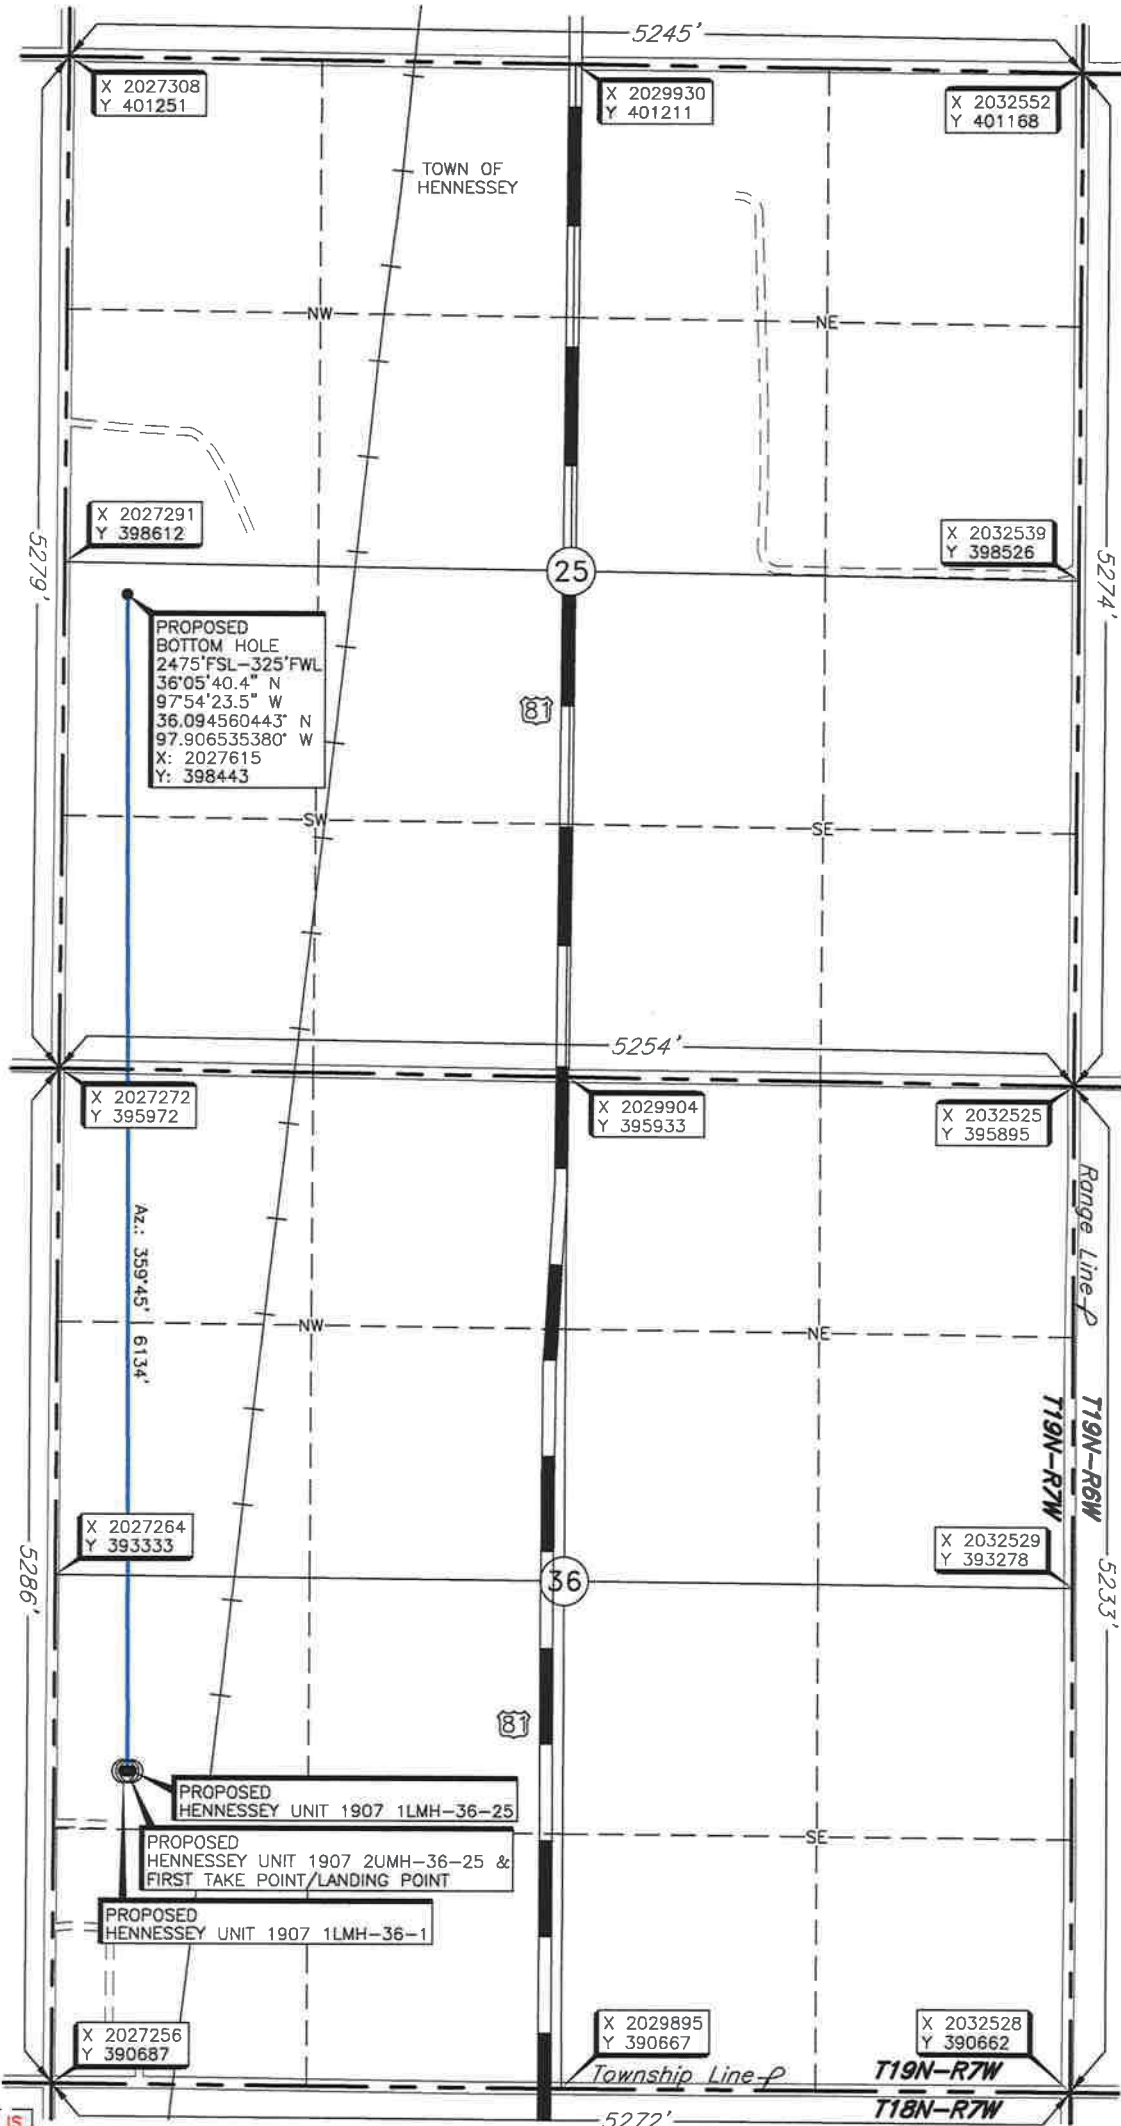 5245'
X 2027308
Y 401251
X 2029930
Y 401211
X 2032552
Y 401168
TOWN OF
HENNESSEY
NW
NE
X 2027291
Y 398612
X 2032539
Y 398526
5279'
25
5274'
PROPOSED
BOTTOM HOLE
2475'FSL-325'FWL
36°05'40.4" N
97°54'23.5" W
36.094560443° N
97.906535380° W
X: 2027615
Y: 398443
81
SW
SE
5254'
X 2027272
Y 395972
X 2029904
Y 395933
X 2032525
Y 395895
Range Line
Az.: 359°45' 6134'
NW
NE
T19N-R7W
T19N-R6W
X 2027264
Y 393333
X 2032529
Y 393278
5286'
36
5233'
81
PROPOSED
HENNESSEY UNIT 1907 1LMH-36-25
PROPOSED
HENNESSEY UNIT 1907 2UMH-36-25 &
FIRST TAKE POINT/LANDING POINT
SE
PROPOSED
HENNESSEY UNIT 1907 1LMH-36-1
X 2027256
Y 390687
X 2029895
Y 390667
X 2032528
Y 390662
Township Line
T19N-R7W
T18N-R7W
5272'